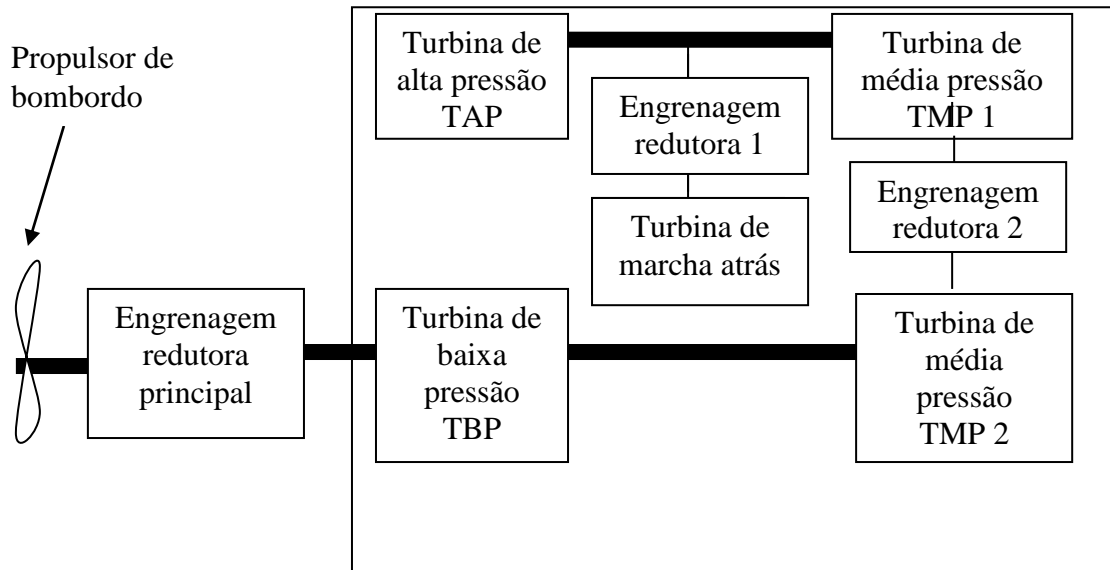 Propulsor de
bombordo
Turbina de
alta pressão
TAP
Turbina de
média pressão
TMP 1
Engrenagem
redutora 1
Engrenagem
redutora 2
Turbina de
marcha atrás
Engrenagem
redutora
principal
Turbina de
baixa
pressão
TBP
Turbina de
média
pressão
TMP 2